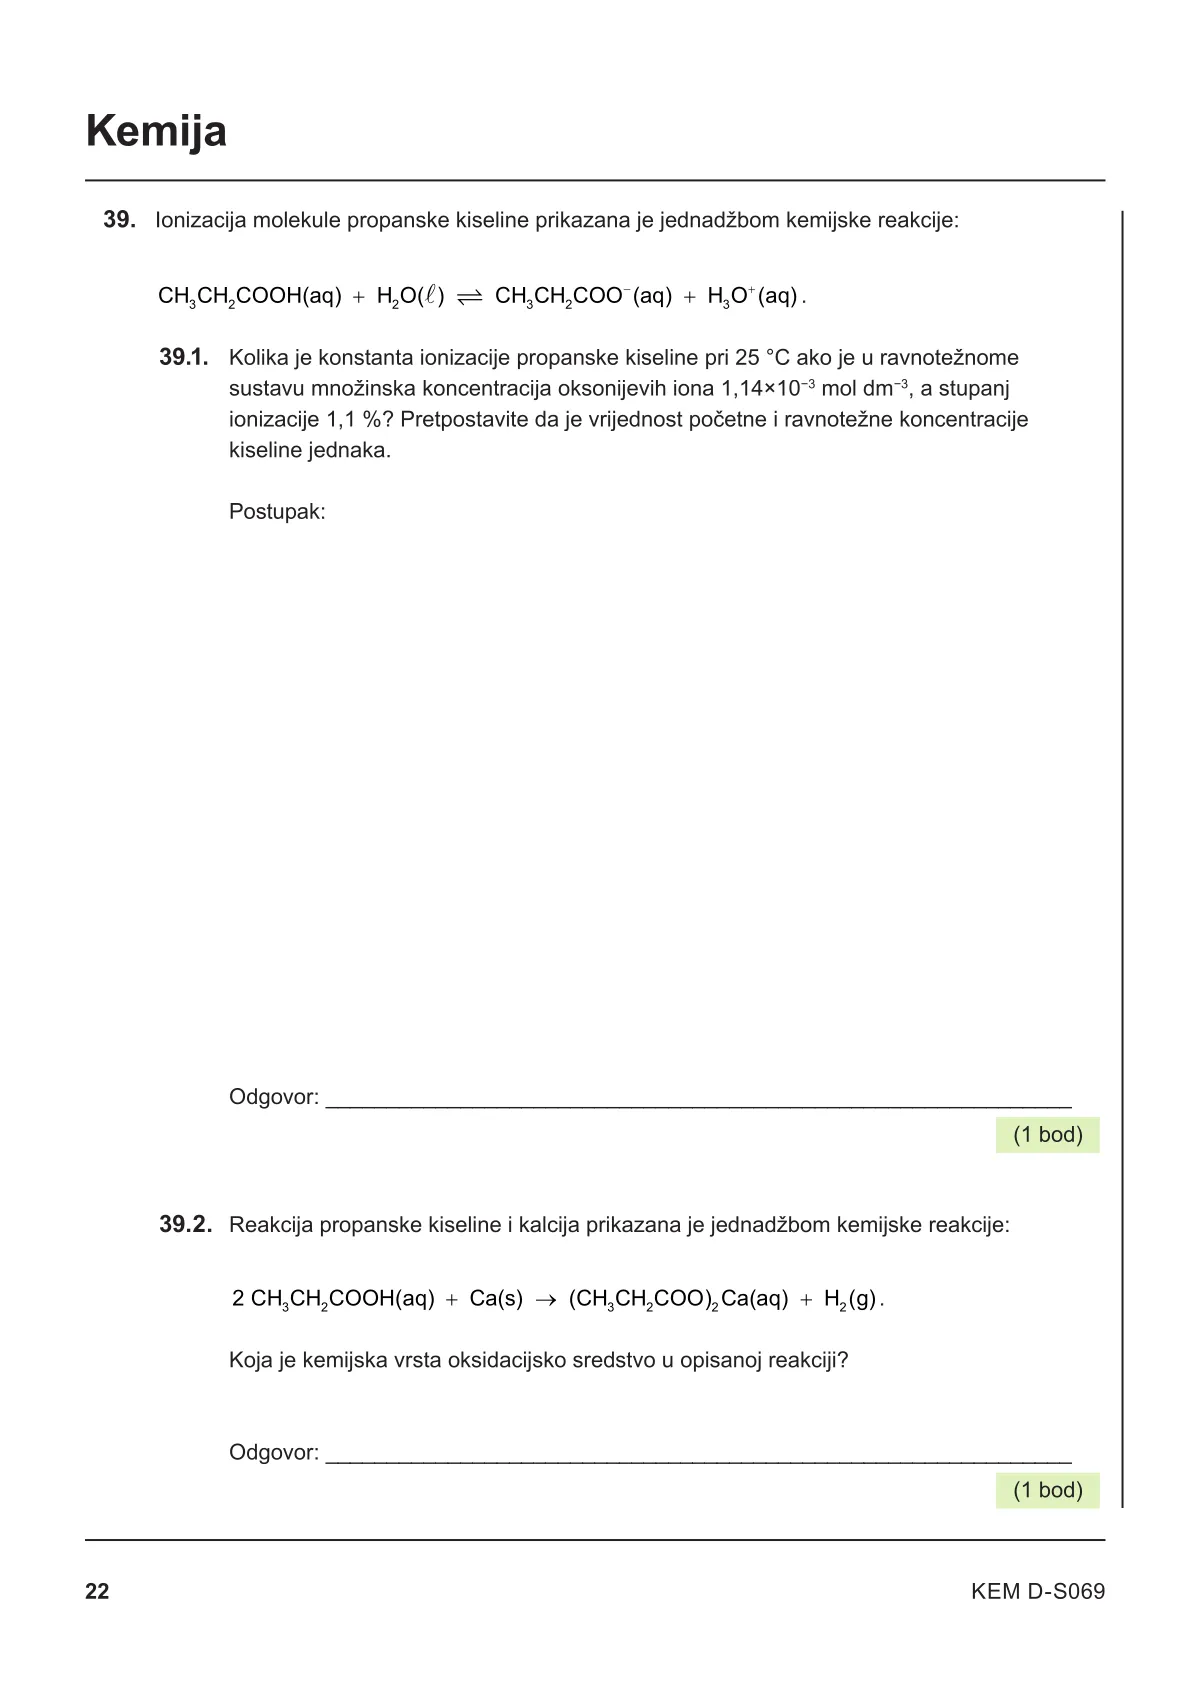 Kemija
39. Ionizacija molekule propanske kiseline prikazana je jednadžbom kemijske reakcije:
CH₃CH₂COOH(aq) + H₂O(ℓ) ⇌ CH₃CH₂COO⁻(aq) + H₃O⁺(aq).
39.1. Kolika je konstanta ionizacije propanske kiseline pri 25 °C ako je u ravnotežnome
sustavu množinska koncentracija oksonijevih iona 1,14×10⁻³ mol dm⁻³, a stupanj
ionizacije 1,1 %? Pretpostavite da je vrijednost početne i ravnotežne koncentracije
kiseline jednaka.
Postupak:
Odgovor: _____________________________________________________________
(1 bod)
39.2. Reakcija propanske kiseline i kalcija prikazana je jednadžbom kemijske reakcije:
2 CH₃CH₂COOH(aq) + Ca(s) → (CH₃CH₂COO)₂Ca(aq) + H₂(g).
Koja je kemijska vrsta oksidacijsko sredstvo u opisanoj reakciji?
Odgovor: _____________________________________________________________
(1 bod)
22 KEM D-S069